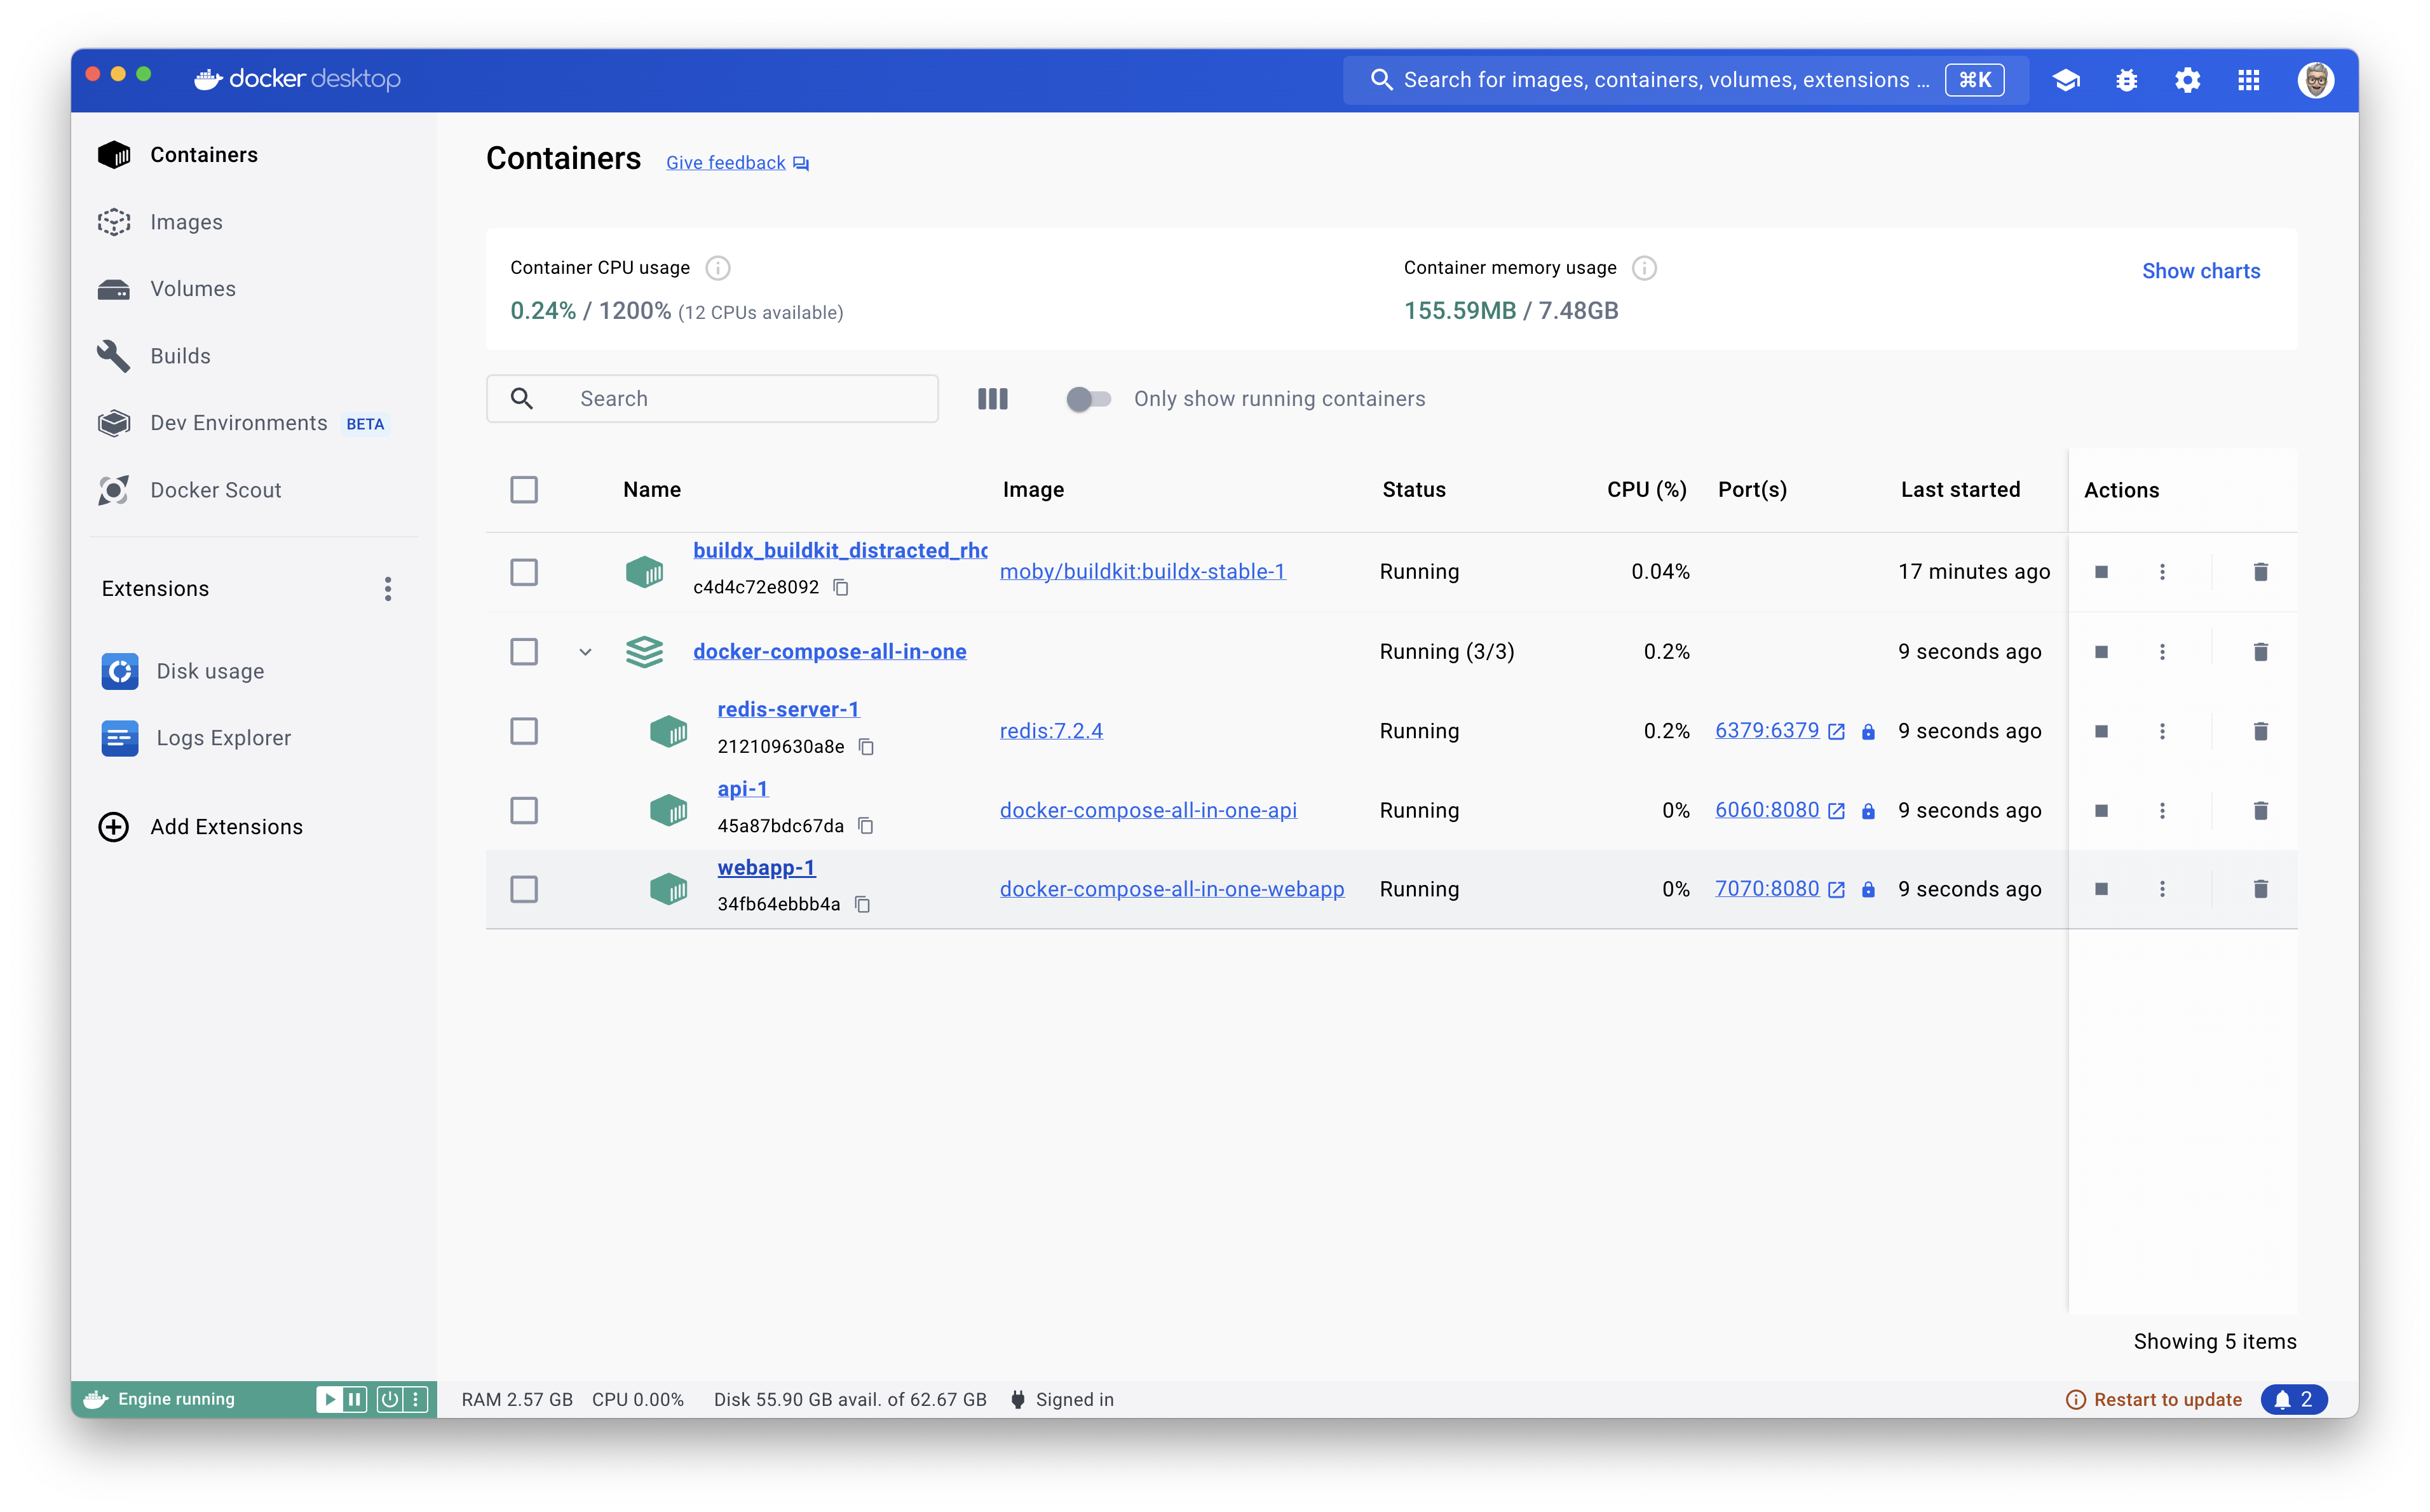 docker desktop
Search for images, containers, volumes, extensions ... ⌘K
Containers
Images
Volumes
Builds
Dev Environments BETA
Docker Scout
Extensions
Disk usage
Logs Explorer
Add Extensions
Containers Give feedback
Container CPU usage
0.24% / 1200% (12 CPUs available)
Container memory usage
155.59MB / 7.48GB
Show charts
Search
Only show running containers
Name Image Status CPU (%) Port(s) Last started Actions
buildx_buildkit_distracted_rho
c4d4c72e8092
moby/buildkit:buildx-stable-1 Running 0.04% 17 minutes ago
docker-compose-all-in-one Running (3/3) 0.2% 9 seconds ago
redis-server-1
212109630a8e
redis:7.2.4 Running 0.2% 6379:6379 9 seconds ago
api-1
45a87bdc67da
docker-compose-all-in-one-api Running 0% 6060:8080 9 seconds ago
webapp-1
34fb64ebbb4a
docker-compose-all-in-one-webapp Running 0% 7070:8080 9 seconds ago
Showing 5 items
Engine running
RAM 2.57 GB CPU 0.00% Disk 55.90 GB avail. of 62.67 GB Signed in
Restart to update 2